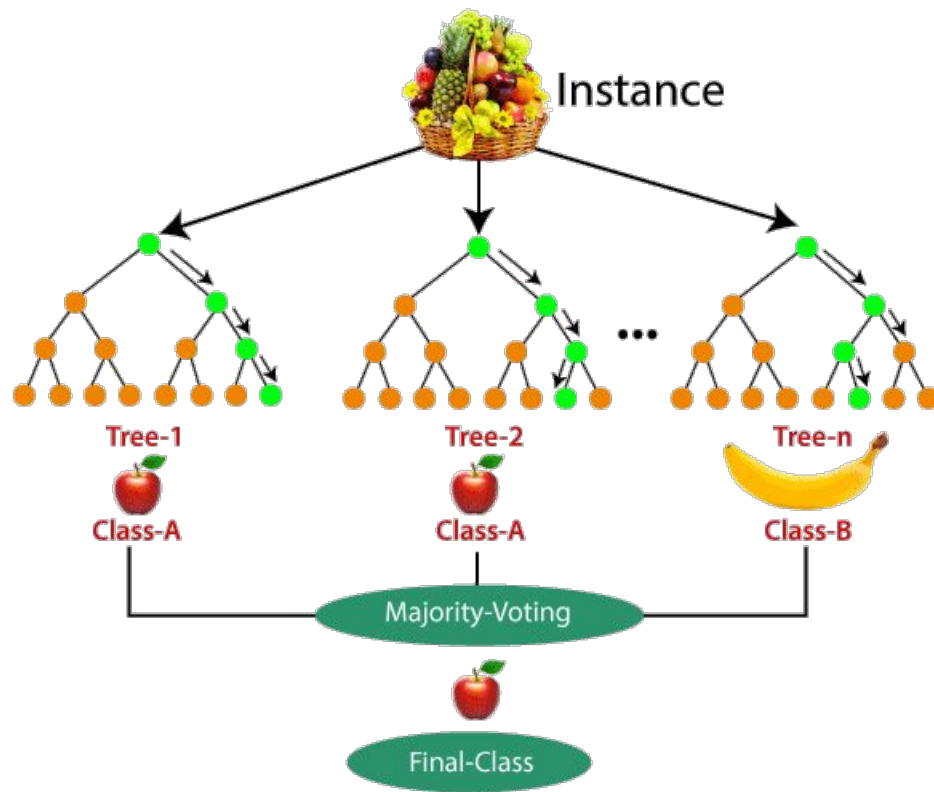 Instance
...
Tree-1
Tree-2
Tree-n
Class-A
Class-A
Class-B
Majority-Voting
Final-Class